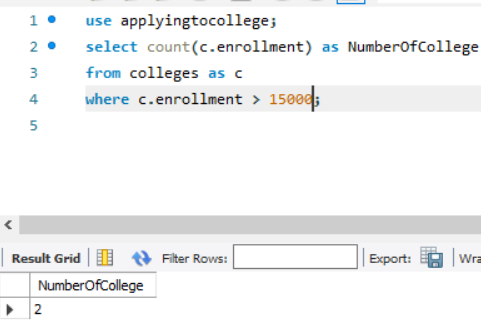 1 use applyingtocollege;
2 select count(c.enrollment) as NumberOfCollege
3 from colleges as c
4 where c.enrollment > 15000;
5
Result Grid Filter Rows: Export: Wra
NumberOfCollege
2